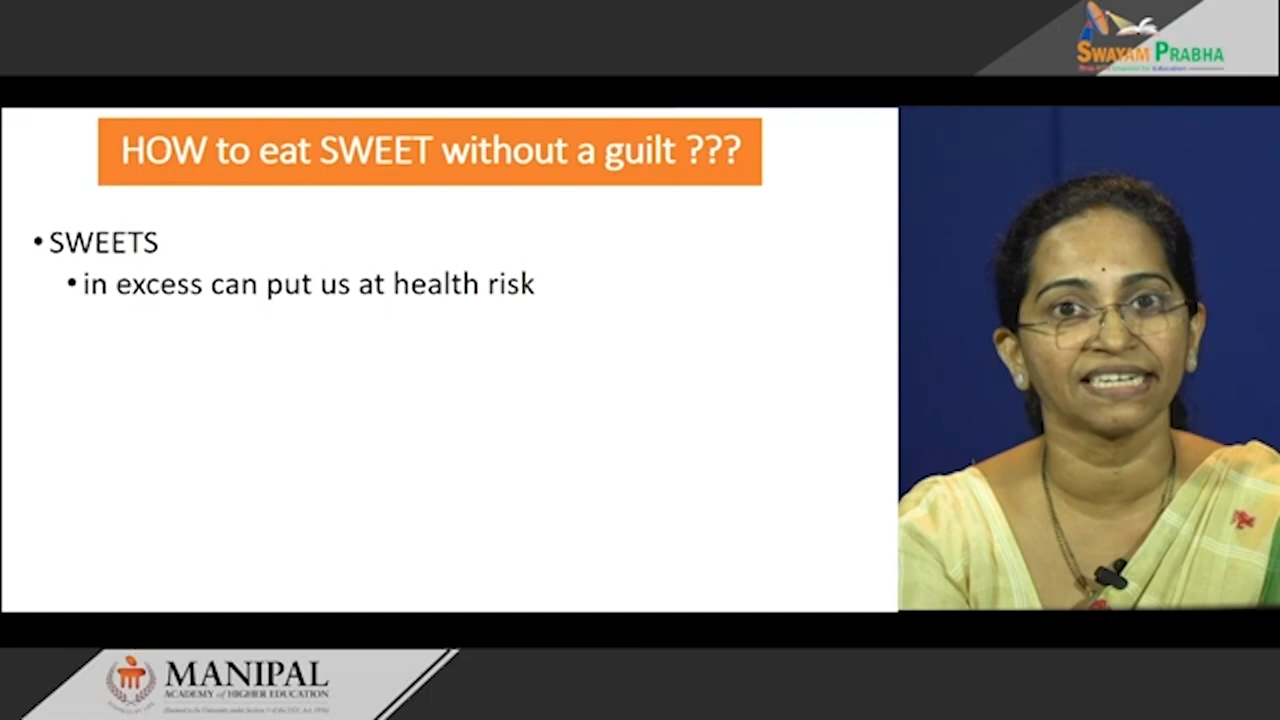 SWAYAM PRABHA
HOW to eat SWEET without a guilt ???
• SWEETS
• in excess can put us at health risk
MANIPAL
ACADEMY of HIGHER EDUCATION